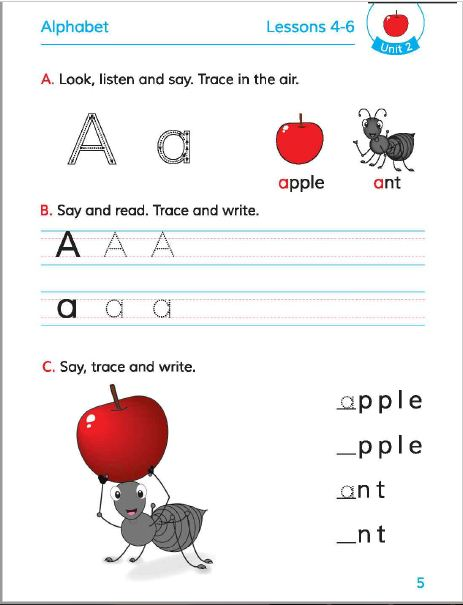 Alphabet
Lessons 4-6
Unit 2
A. Look, listen and say. Trace in the air.
A a
apple
ant
B. Say and read. Trace and write.
A A A
a a a
C. Say, trace and write.
apple
_pple
ant
_nt
5